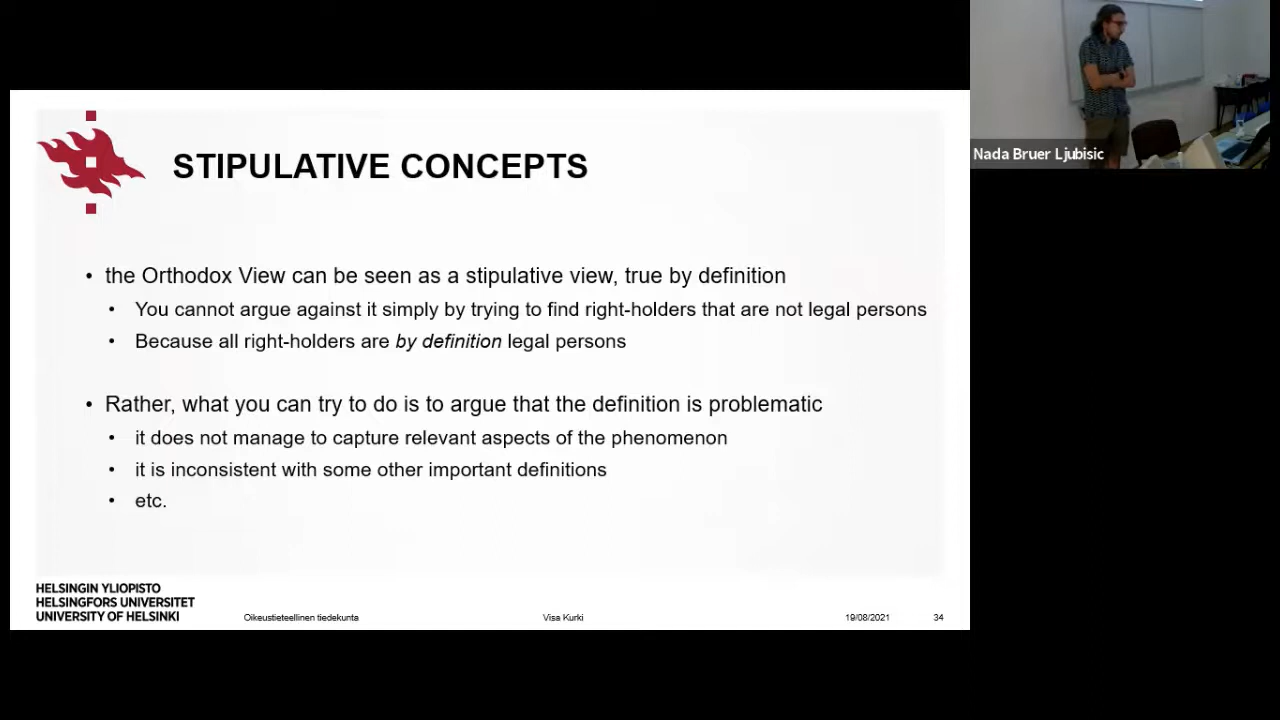 Nada Bruer Ljubisic
STIPULATIVE CONCEPTS
• the Orthodox View can be seen as a stipulative view, true by definition
• You cannot argue against it simply by trying to find right-holders that are not legal persons
• Because all right-holders are by definition legal persons
• Rather, what you can try to do is to argue that the definition is problematic
• it does not manage to capture relevant aspects of the phenomenon
• it is inconsistent with some other important definitions
• etc.
HELSINGIN YLIOPISTO
HELSINGFORS UNIVERSITET
UNIVERSITY OF HELSINKI
Oikeustieteellinen tiedekunta
Visa Kurki
19/08/2021
34